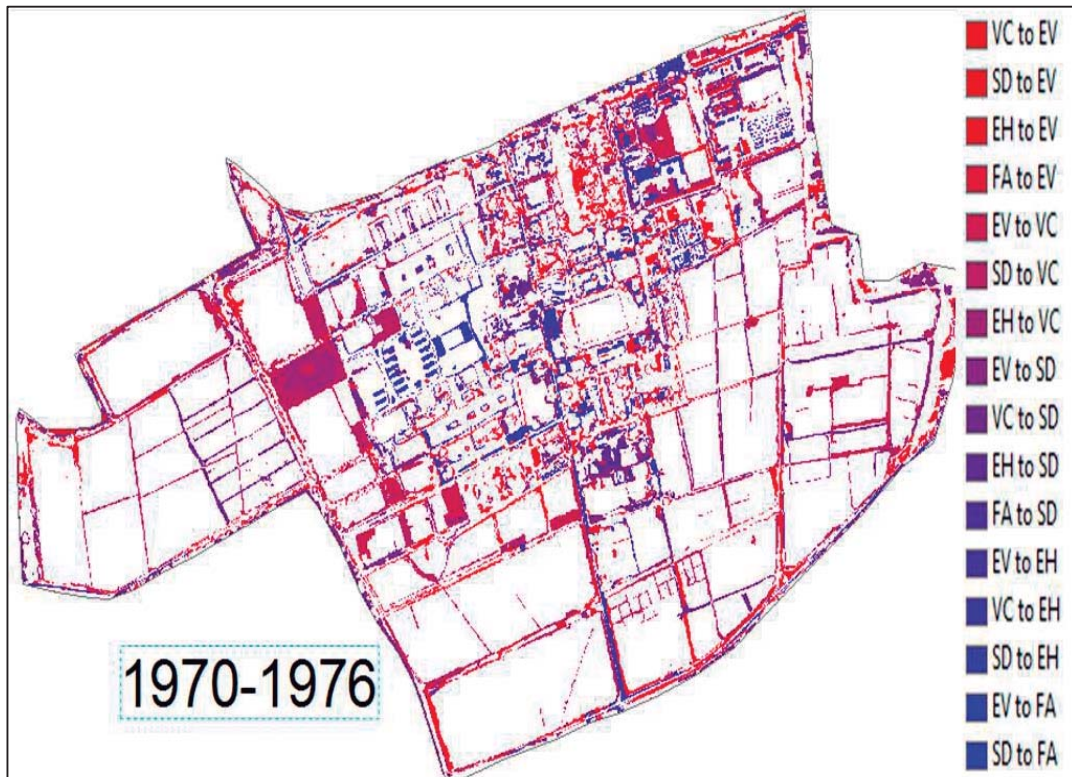 VC to EV
SD to EV
EH to EV
FA to EV
EV to VC
SD to VC
EH to VC
EV to SD
VC to SD
EH to SD
FA to SD
EV to EH
VC to EH
SD to EH
EV to FA
SD to FA
1970-1976